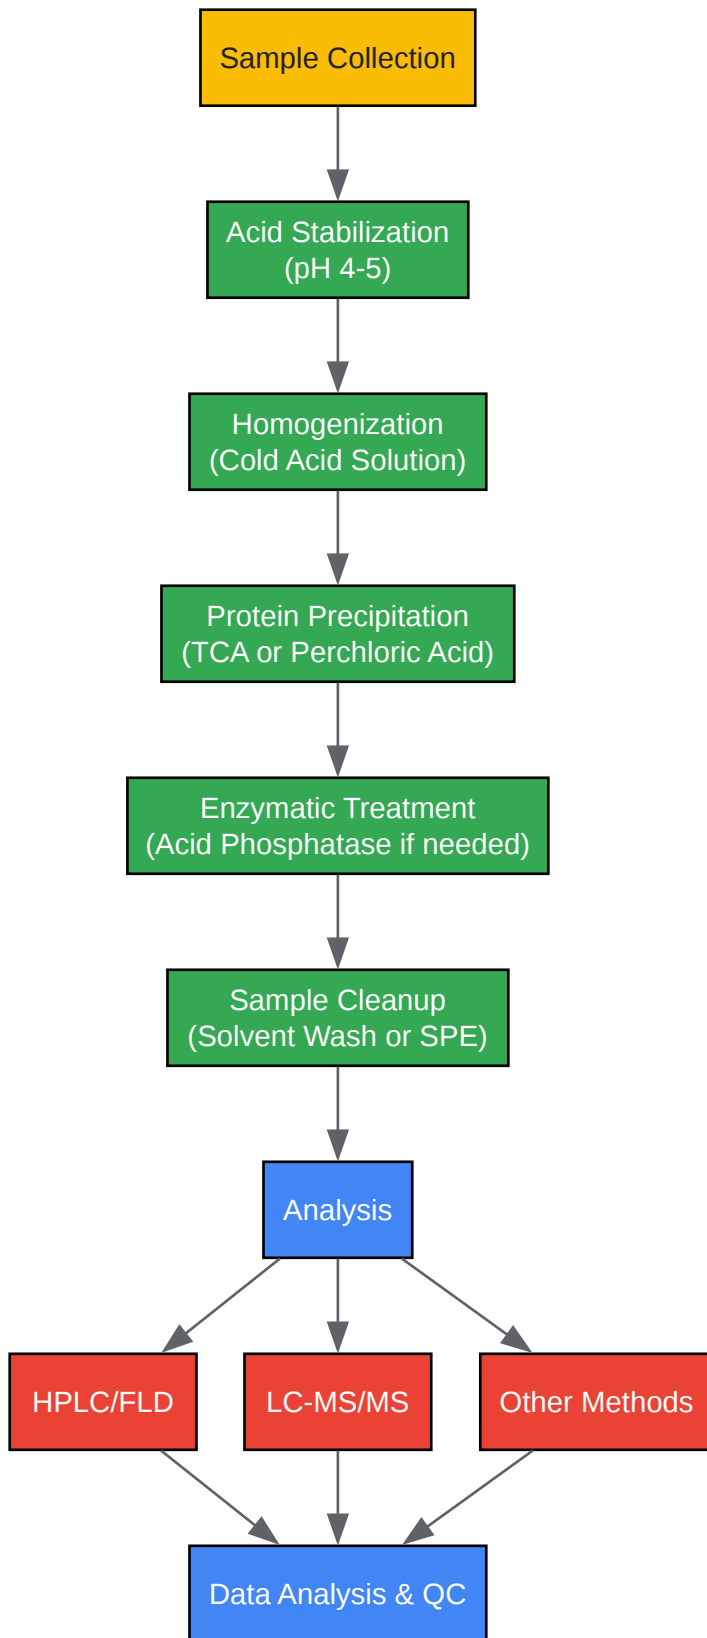 Sample Collection
Acid Stabilization
(pH 4-5)
Homogenization
(Cold Acid Solution)
Protein Precipitation
(TCA or Perchloric Acid)
Enzymatic Treatment
(Acid Phosphatase if needed)
Sample Cleanup
(Solvent Wash or SPE)
Analysis
HPLC/FLD
LC-MS/MS
Other Methods
Data Analysis & QC